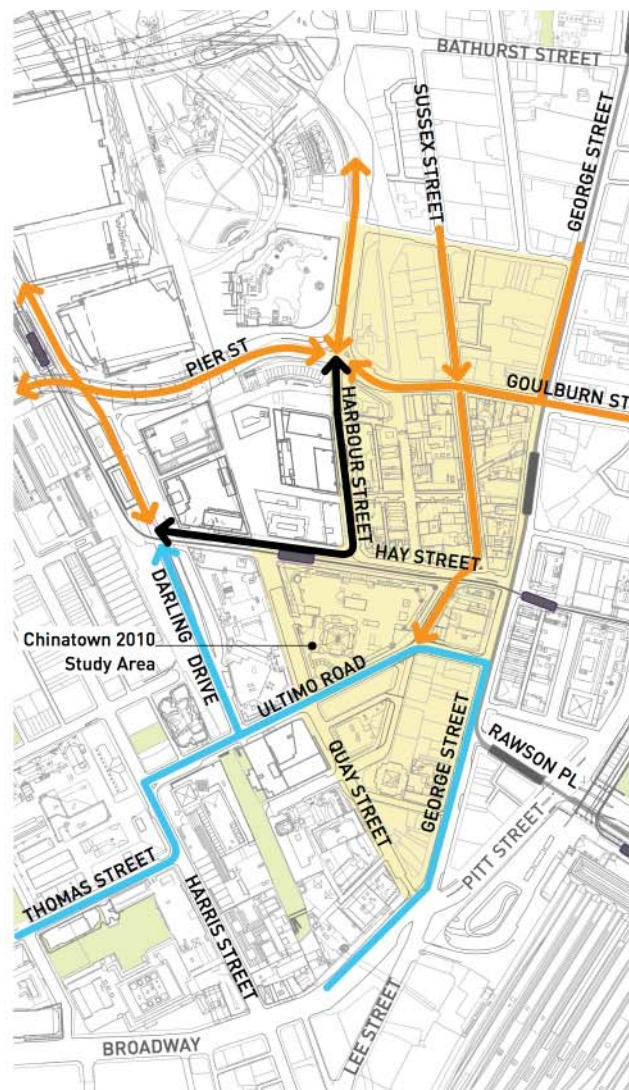 BATHURST STREET
SUSSEX STREET
GEORGE STREET
PIER ST
GOULBURN ST
HARBOUR STREET
HAY STREET
DARLING DRIVE
Chinatown 2010
Study Area
ULTIMO ROAD
QUAY STREET
GEORGE STREET
RAWSON PL
PITT STREET
THOMAS STREET
HARRIS STREET
LEE STREET
BROADWAY